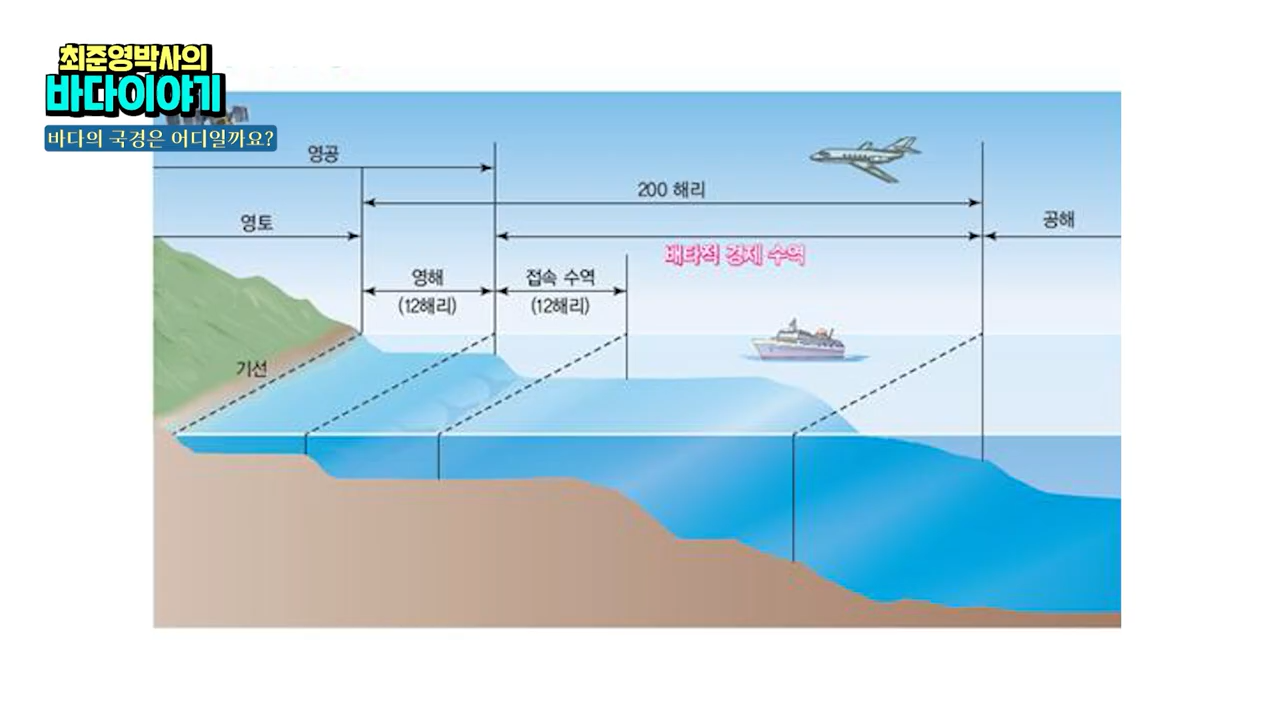 최준영박사의
바다이야기
바다의 국경은 어디일까요?
영공
200 해리
영토
공해
배타적 경제 수역
영해
(12해리)
접속 수역
(12해리)
기선